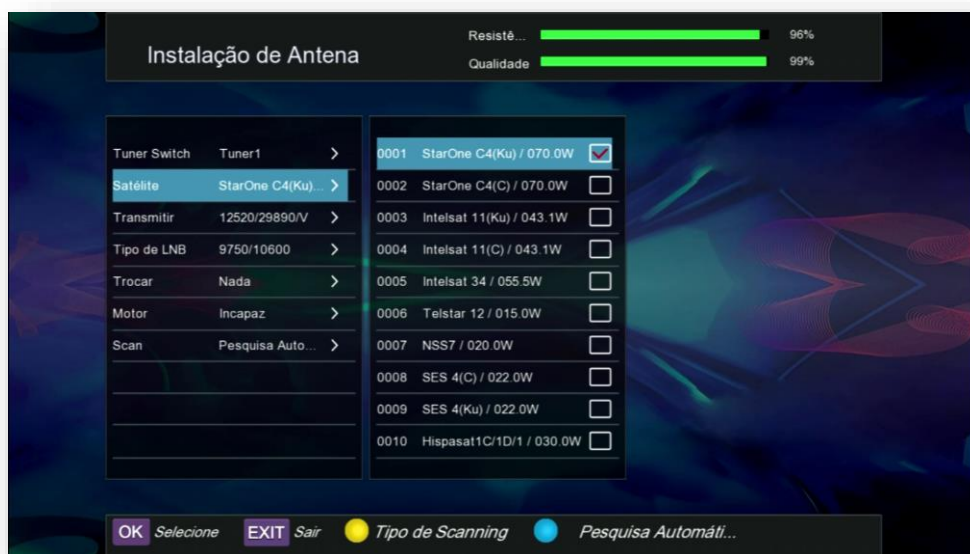 Instalação de Antena
Resistê... 96%
Qualidade 99%
Tuner Switch Tuner1 >
Satélite StarOne C4(Ku)... >
Transmitir 12520/29890/V >
Tipo de LNB 9750/10600 >
Trocar Nada >
Motor Incapaz >
Scan Pesquisa Auto... >
0001 StarOne C4(Ku) / 070.0W
0002 StarOne C4(C) / 070.0W
0003 Intelsat 11(Ku) / 043.1W
0004 Intelsat 11(C) / 043.1W
0005 Intelsat 34 / 055.5W
0006 Telstar 12 / 015.0W
0007 NSS7 / 020.0W
0008 SES 4(C) / 022.0W
0009 SES 4(Ku) / 022.0W
0010 Hispasat1C/1D/1 / 030.0W
OK Selecione EXIT Sair Tipo de Scanning Pesquisa Automáti...